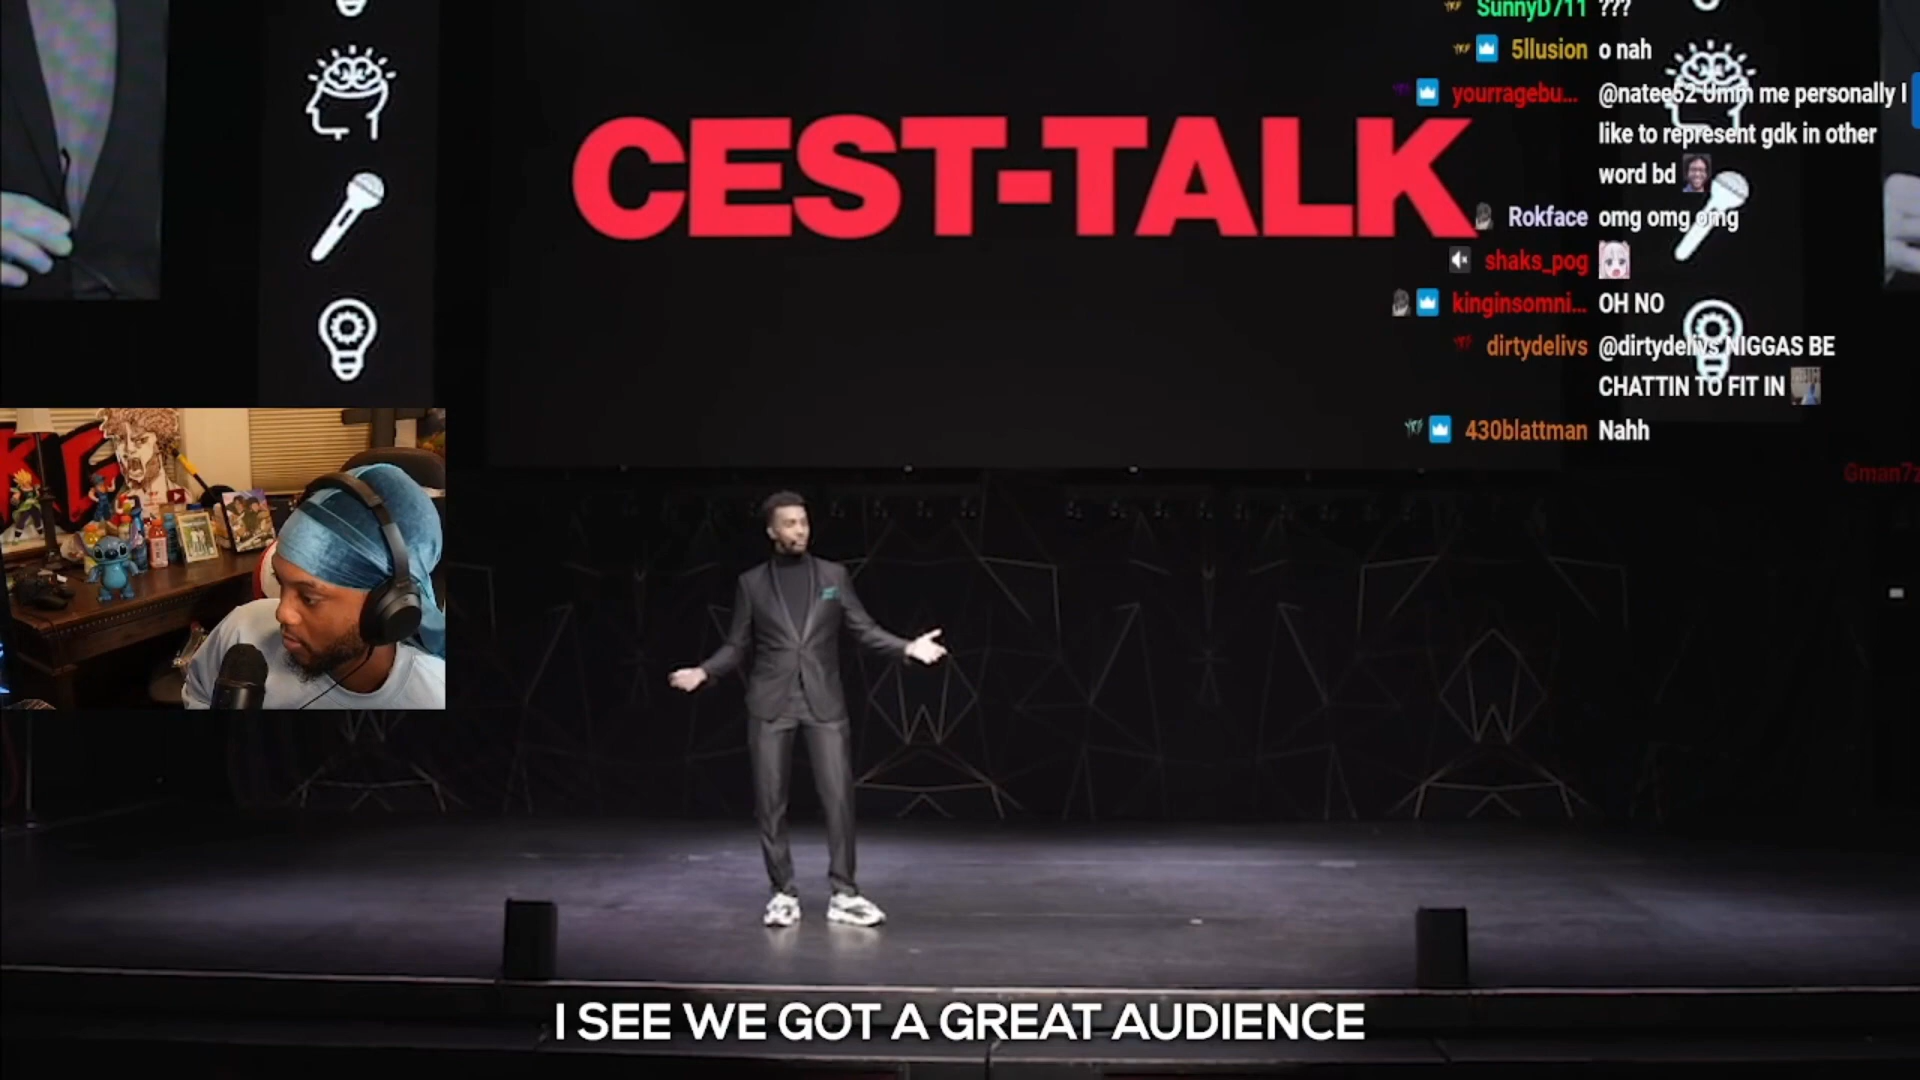 CEST-TALK
SunnyD711 ???
5llusion o nah
yourragebu... @natee52 Umm me personally I
like to represent gdk in other
word bd
Rokface omg omg omg
shaks_pog
kinginsomni... OH NO
dirtydelivs @dirtydelivs NIGGAS BE
CHATTIN TO FIT IN
430blattman Nahh
I SEE WE GOT A GREAT AUDIENCE